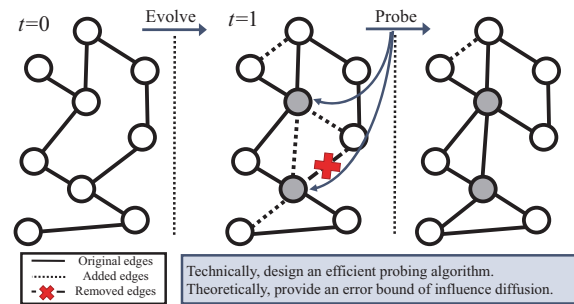 t=0
Evolve
t=1
Probe
Original edges
Added edges
Removed edges
Technically, design an efficient probing algorithm.
Theoretically, provide an error bound of influence diffusion.